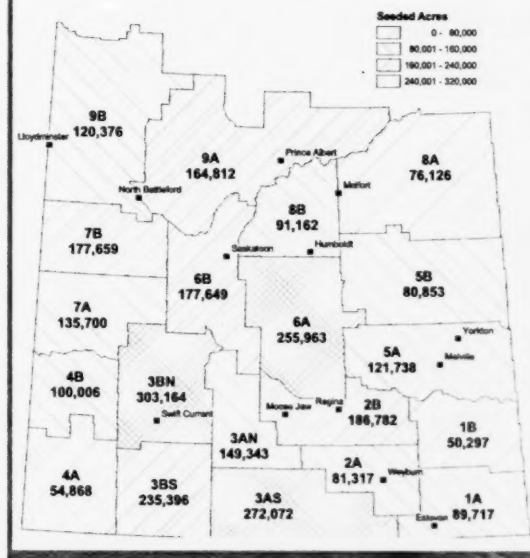 Seeded Acres
0 - 80,000
80,001 - 160,000
160,001 - 240,000
240,001 - 320,000
9B
120,376
Lloydminster
North Battleford
9A
164,812
Prince Albert
8A
76,126
Melfort
8B
91,162
Humboldt
7B
177,659
Saskatoon
6B
177,649
5B
80,853
7A
135,700
6A
255,963
Yorkton
5A
121,738
Melville
4B
100,006
3BN
303,164
Swift Current
Moose Jaw
Regina
2B
186,782
3AN
149,343
1B
50,297
2A
81,317
Weyburn
4A
54,868
3BS
235,396
3AS
272,072
1A
89,717
Estevan